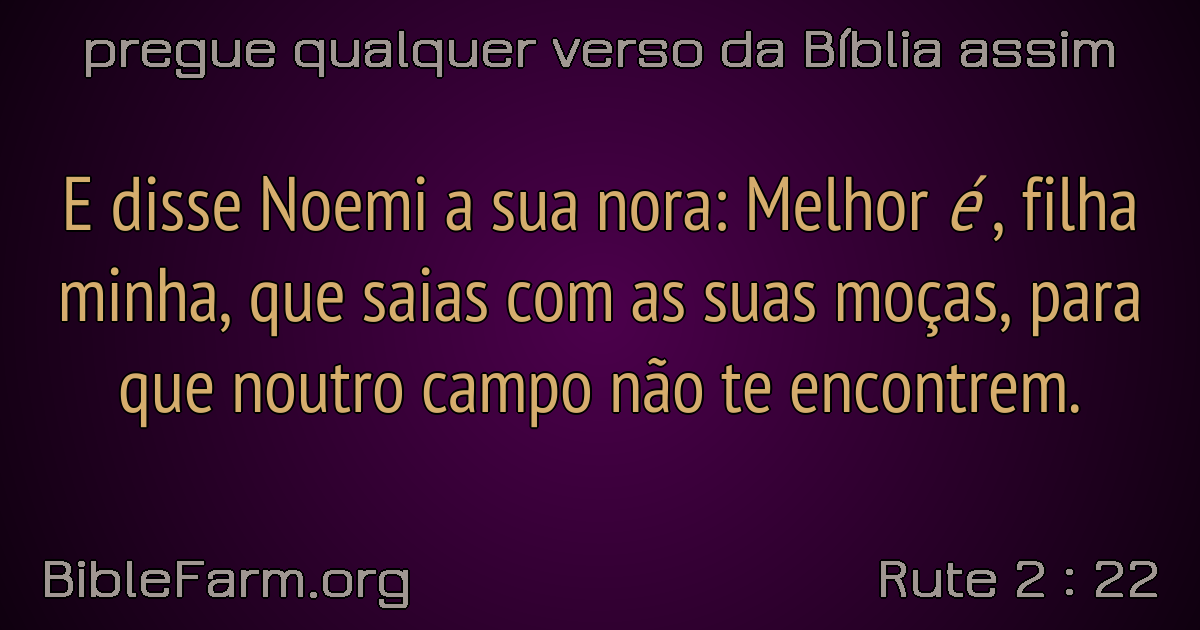 pregue qualquer verso da Bíblia assim
E disse Noemi a sua nora: Melhor é , filha
minha, que saias com as suas moças, para
que noutro campo não te encontrem.
BibleFarm.org
Rute 2 : 22